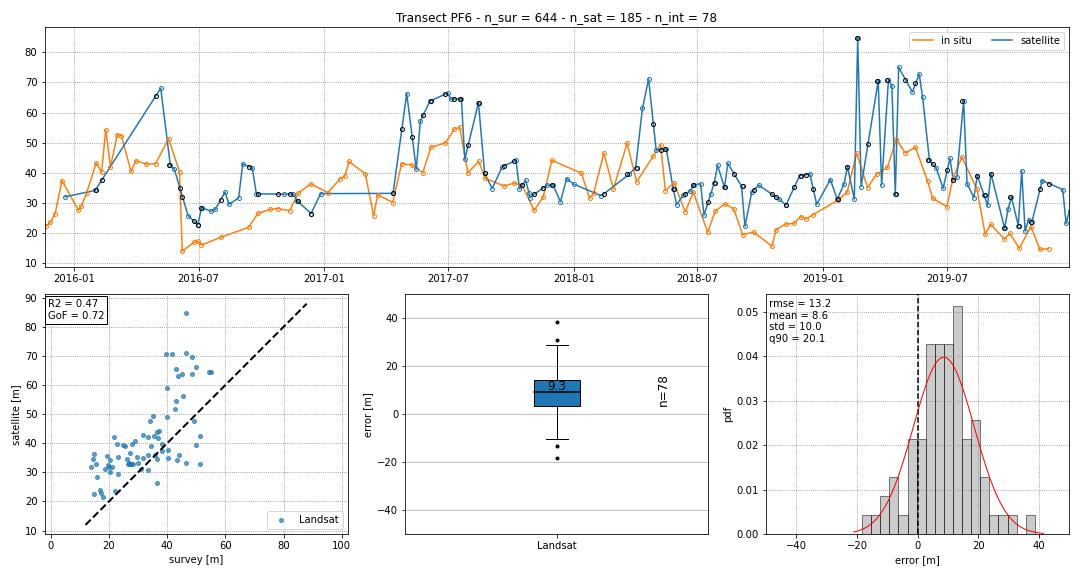 Transect PF6 - n_sur = 644 - n_sat = 185 - n_int = 78
in situ
satellite
80
70
60
50
40
30
20
10
2016-01
2016-07
2017-01
2017-07
2018-01
2018-07
2019-01
2019-07
R2 = 0.47
GoF = 0.72
90
80
70
60
50
40
30
20
10
satellite [m]
0
20
40
60
80
100
survey [m]
Landsat
40
20
0
−20
−40
error [m]
9.3
n=78
Landsat
rmse = 13.2
mean = 8.6
std = 10.0
q90 = 20.1
0.05
0.04
0.03
0.02
0.01
0.00
pdf
−40
−20
0
20
40
error [m]